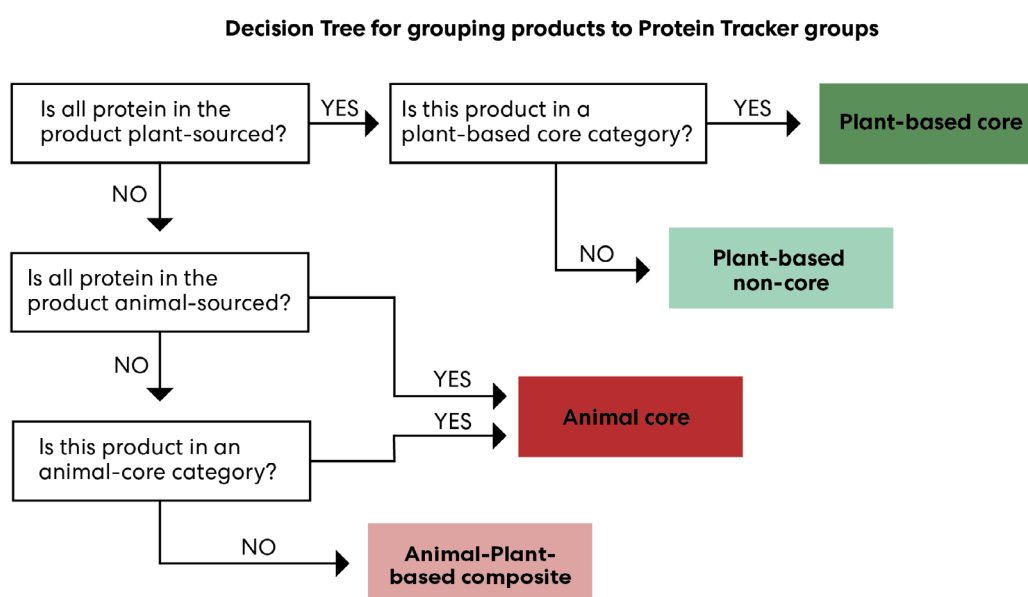 Decision Tree for grouping products to Protein Tracker groups
Is all protein in the
product plant-sourced?
YES
Is this product in a
plant-based core category?
YES
Plant-based core
NO
NO
Plant-based
non-core
Is all protein in the
product animal-sourced?
NO
YES
Animal core
YES
Is this product in an
animal-core category?
NO
Animal-Plant-
based composite